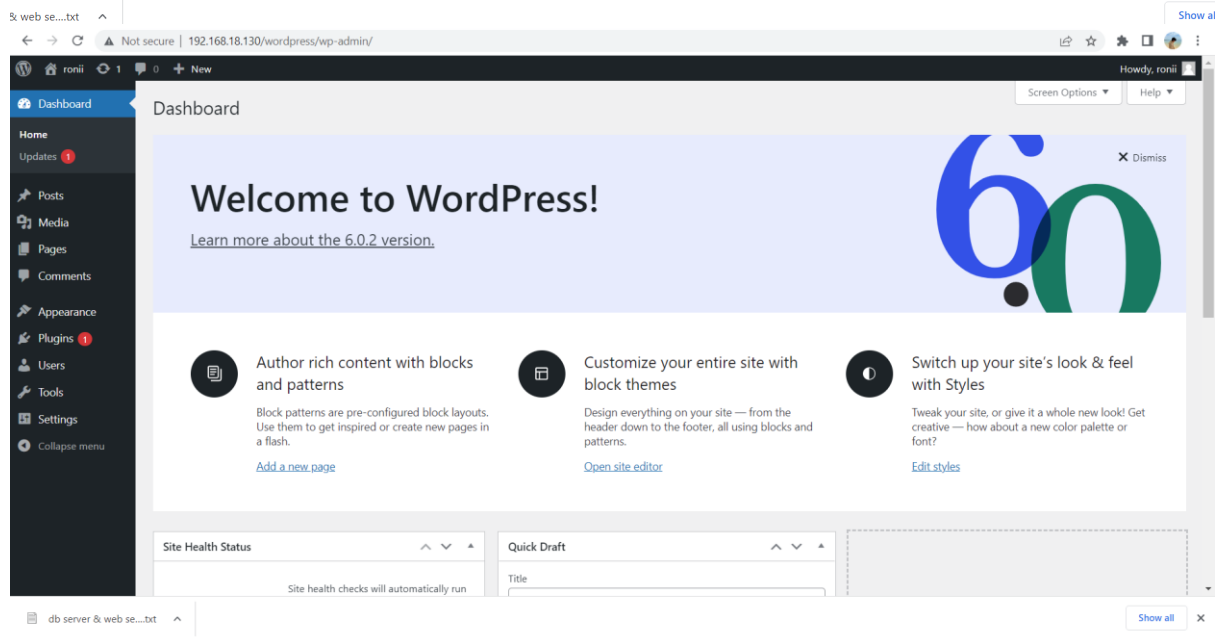 & web se....txt
Show al
Not secure | 192.168.18.130/wordpress/wp-admin/
ronii 1 0 + New
Howdy, ronii
Dashboard
Home
Updates 1
Posts
Media
Pages
Comments
Appearance
Plugins 1
Users
Tools
Settings
Collapse menu
Dashboard
Screen Options ▼
Help ▼
Welcome to WordPress!
Learn more about the 6.0.2 version.
6.0
Dismiss
Author rich content with blocks
and patterns
Block patterns are pre-configured block layouts.
Use them to get inspired or create new pages in
a flash.
Add a new page
Customize your entire site with
block themes
Design everything on your site — from the
header down to the footer, all using blocks and
patterns.
Open site editor
Switch up your site's look & feel
with Styles
Tweak your site, or give it a whole new look! Get
creative — how about a new color palette or
font?
Edit styles
Site Health Status
Site health checks will automatically run
Quick Draft
Title
db server & web se....txt
Show all